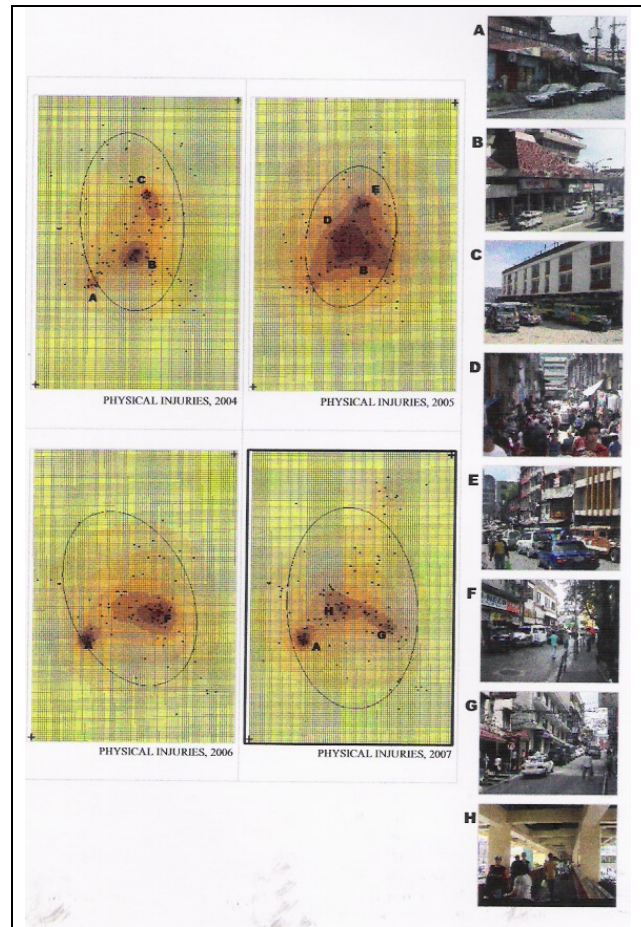 A
B
C
D
E
F
G
H
C
B
A
PHYSICAL INJURIES, 2004
E
D
B
PHYSICAL INJURIES, 2005
F
A
PHYSICAL INJURIES, 2006
H
G
A
PHYSICAL INJURIES, 2007